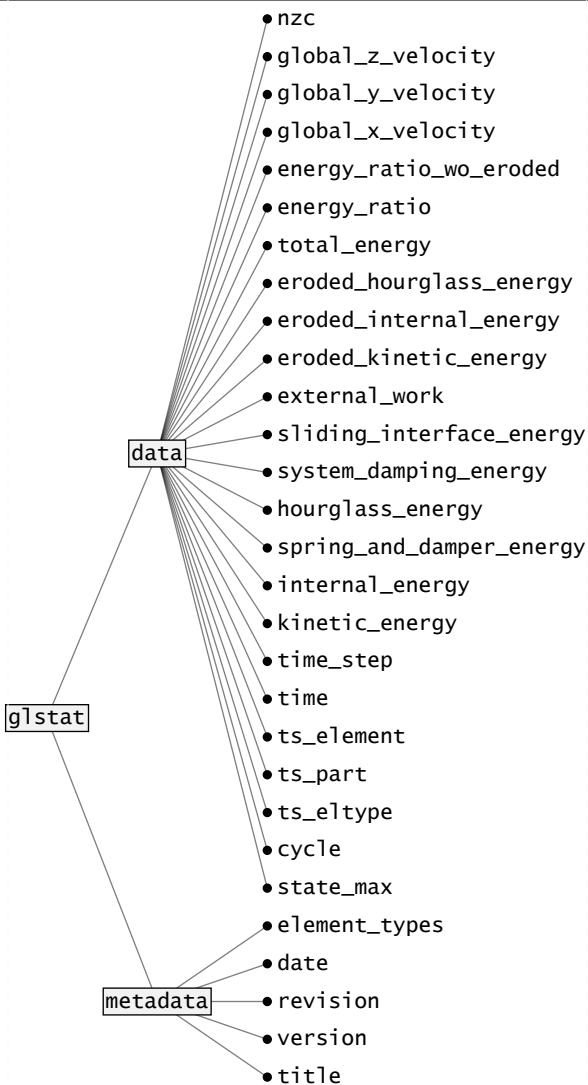 nzc
global_z_velocity
global_y_velocity
global_x_velocity
energy_ratio_wo_eroded
energy_ratio
total_energy
eroded_hourglass_energy
eroded_internal_energy
eroded_kinetic_energy
external_work
sliding_interface_energy
data
system_damping_energy
hourglass_energy
spring_and_damper_energy
internal_energy
kinetic_energy
time_step
time
glstat
ts_element
ts_part
ts_eltype
cycle
state_max
element_types
date
metadata
revision
version
title